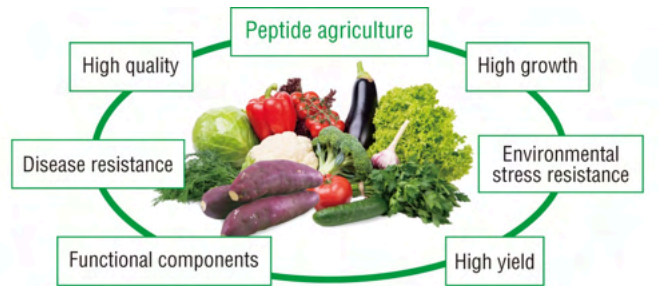 Peptide agriculture
High quality
High growth
Disease resistance
Environmental
stress resistance
Functional components
High yield